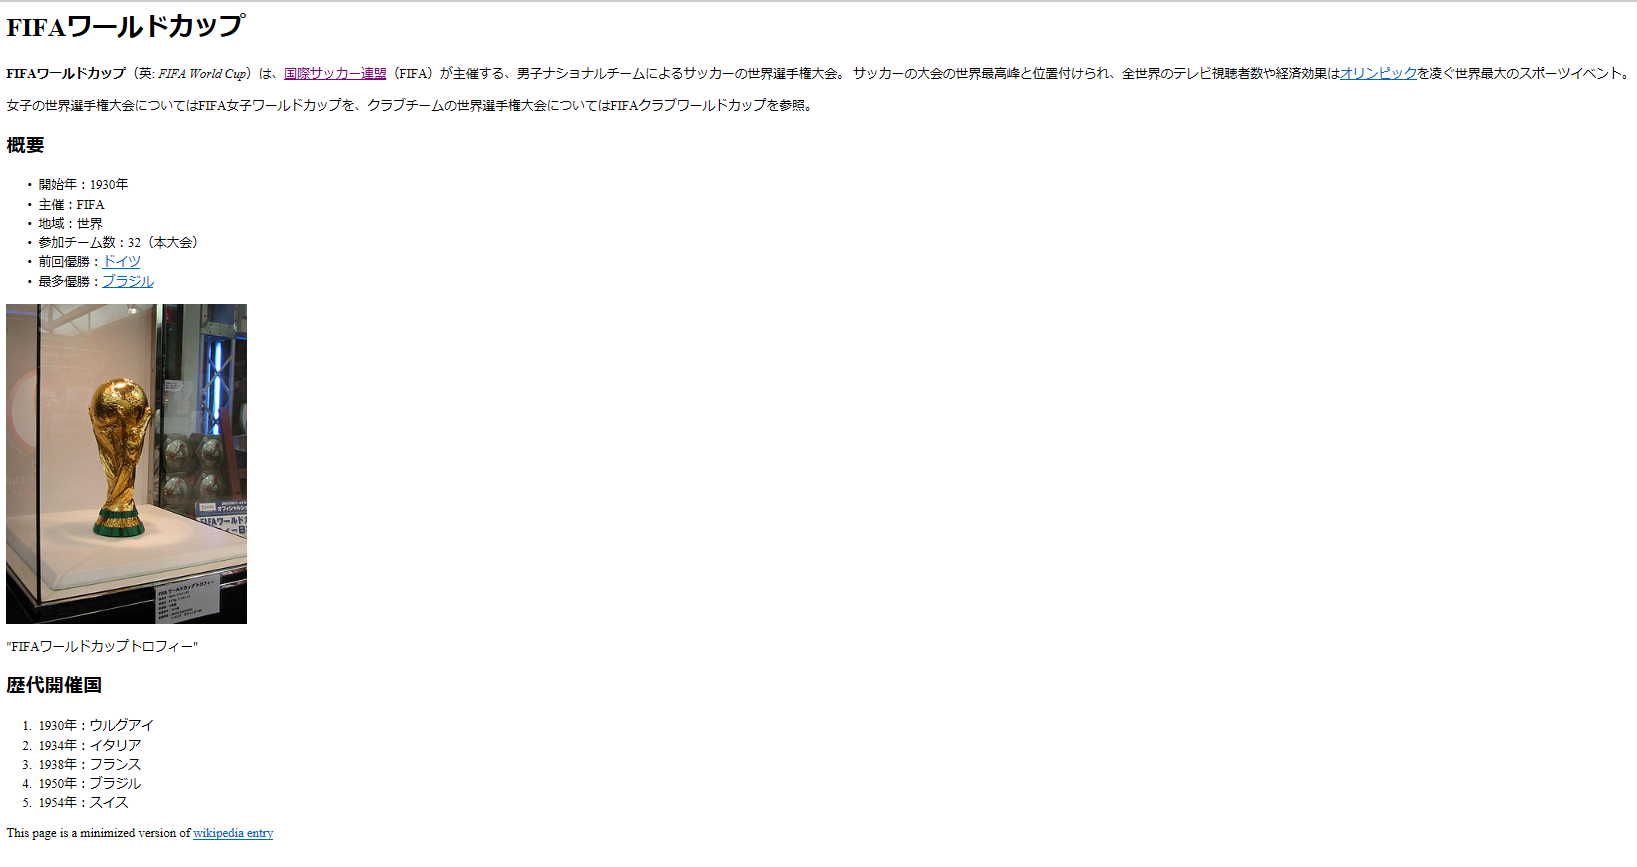 FIFAワールドカップ
FIFAワールドカップ（英: FIFA World Cup）は、国際サッカー連盟（FIFA）が主催する、男子ナショナルチームによるサッカーの世界選手権大会。 サッカーの大会の世界最高峰と位置付けられ、全世界のテレビ視聴者数や経済効果はオリンピックを凌ぐ世界最大のスポーツイベント。
女子の世界選手権大会についてはFIFA女子ワールドカップを、クラブチームの世界選手権大会についてはFIFAクラブワールドカップを参照。
概要
• 開始年：1930年
• 主催：FIFA
• 地域：世界
• 参加チーム数：32（本大会）
• 前回優勝：ドイツ
• 最多優勝：ブラジル
FIFA ワールドカップトロフィー
"FIFAワールドカップトロフィー"
歴代開催国
1. 1930年：ウルグアイ
2. 1934年：イタリア
3. 1938年：フランス
4. 1950年：ブラジル
5. 1954年：スイス
This page is a minimized version of wikipedia entry